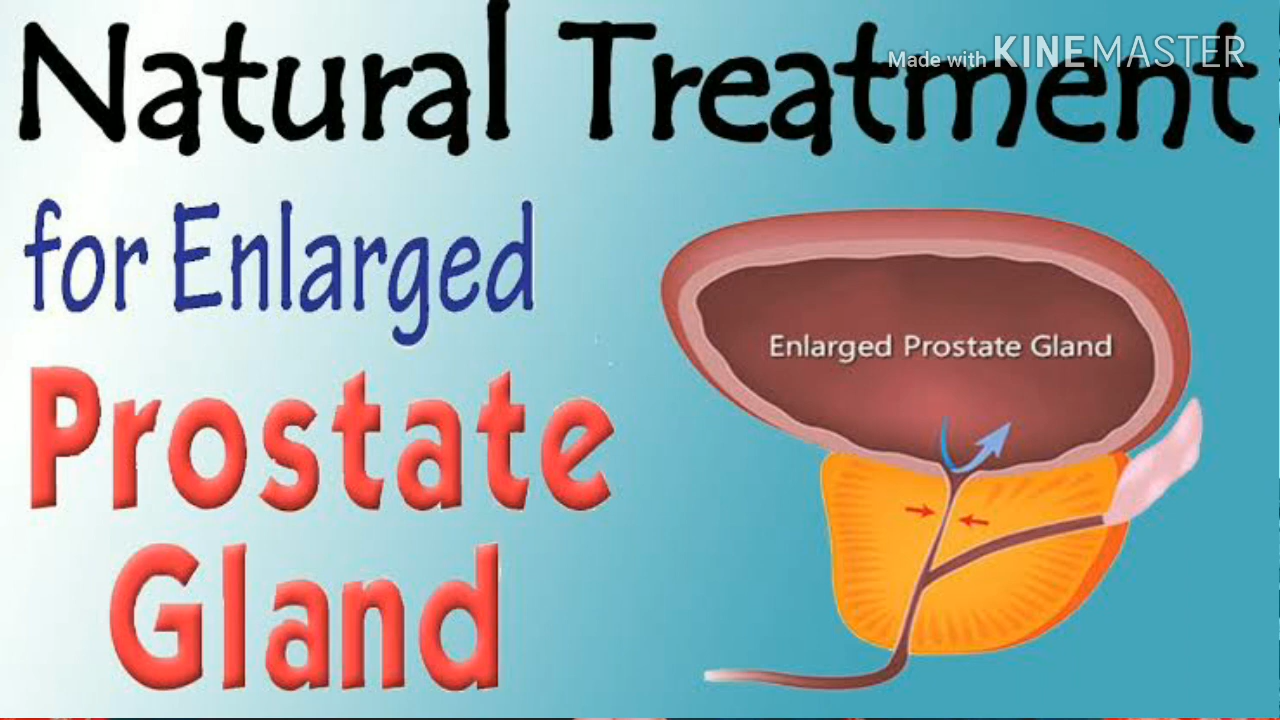 Natural Treatment
Made with KINEMASTER
for Enlarged
Prostate
Gland
Enlarged Prostate Gland